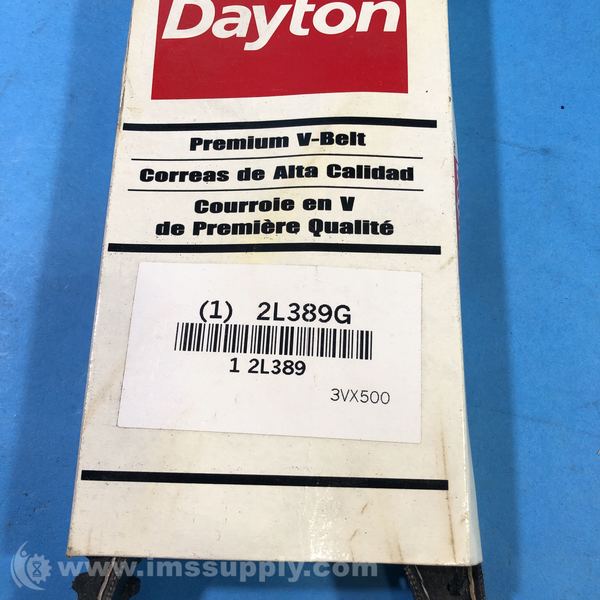 Dayton
Premium V-Belt
Correas de Alta Calidad
Courroie en V
de Première Qualité
(1) 2L389G
1 2L389
3VX500
www.imssupply.com